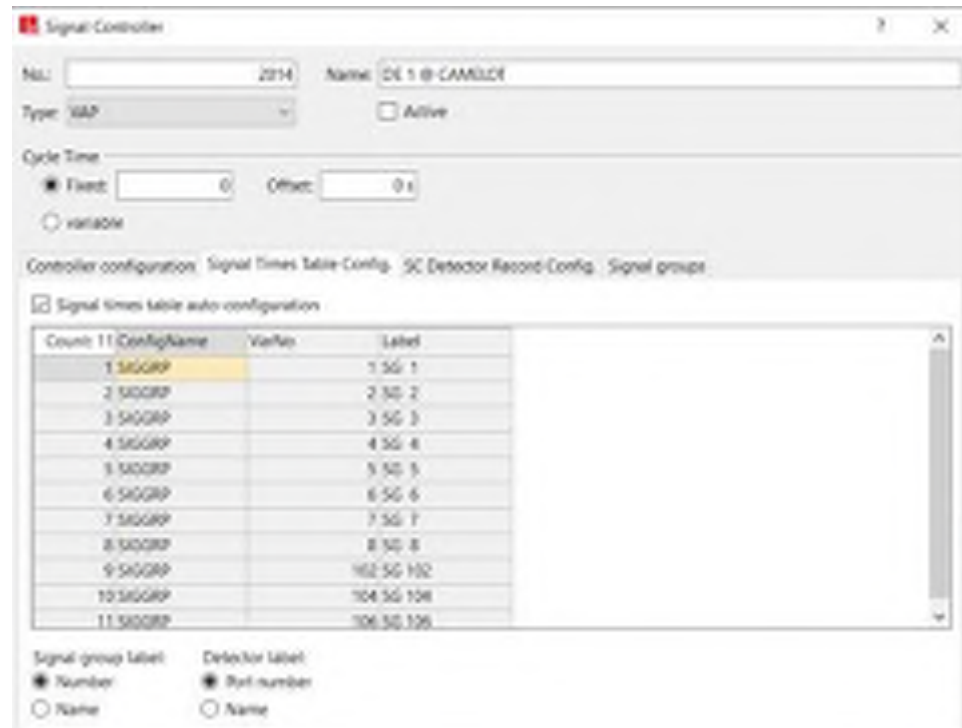 Signal Controller ? ×
No.: 2014 Name: DE 1 @ CAMELOT
Type: VAP Active
Cycle Time
Fixed: 0 Offset: 0 s
variable
Controller configuration Signal Times Table Config. SC Detector Record Config. Signal groups
Signal times table auto configuration
Count: 11 ConfigName VarNo Label
1 SIGGRP 1 SG 1
2 SIGGRP 2 SG 2
3 SIGGRP 3 SG 3
4 SIGGRP 4 SG 4
5 SIGGRP 5 SG 5
6 SIGGRP 6 SG 6
7 SIGGRP 7 SG 7
8 SIGGRP 8 SG 8
9 SIGGRP 102 SG 102
10 SIGGRP 104 SG 104
11 SIGGRP 106 SG 106
Signal group label: Detector label:
Number Port number
Name Name